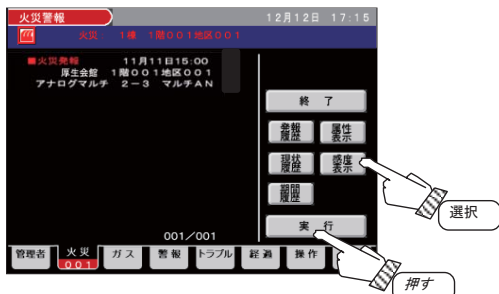 火災警報
12月12日 17:15
火災: 1棟 1階001地区001
■火災発報 11月11日15:00
厚生会館 1階001地区001
アナログマルチ 2-3 マルチAN
終 了
発報履歴
属性表示
現状履歴
感度表示
期間履歴
選択
実 行
001/001
管理者
火災 001
ガス
警報
トラブル
経過
操作
押す